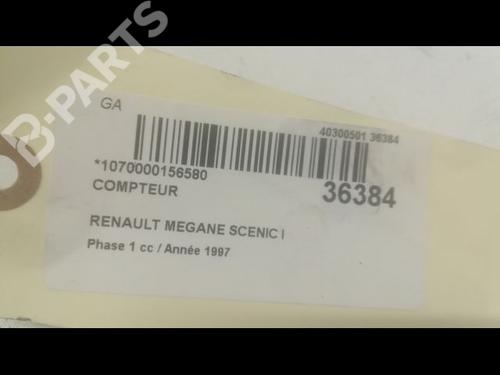 B-PARTS
GA
40300501 36384
*1070000156580
COMPTEUR
36384
RENAULT MEGANE SCENIC I
Phase 1 cc / Année 1997